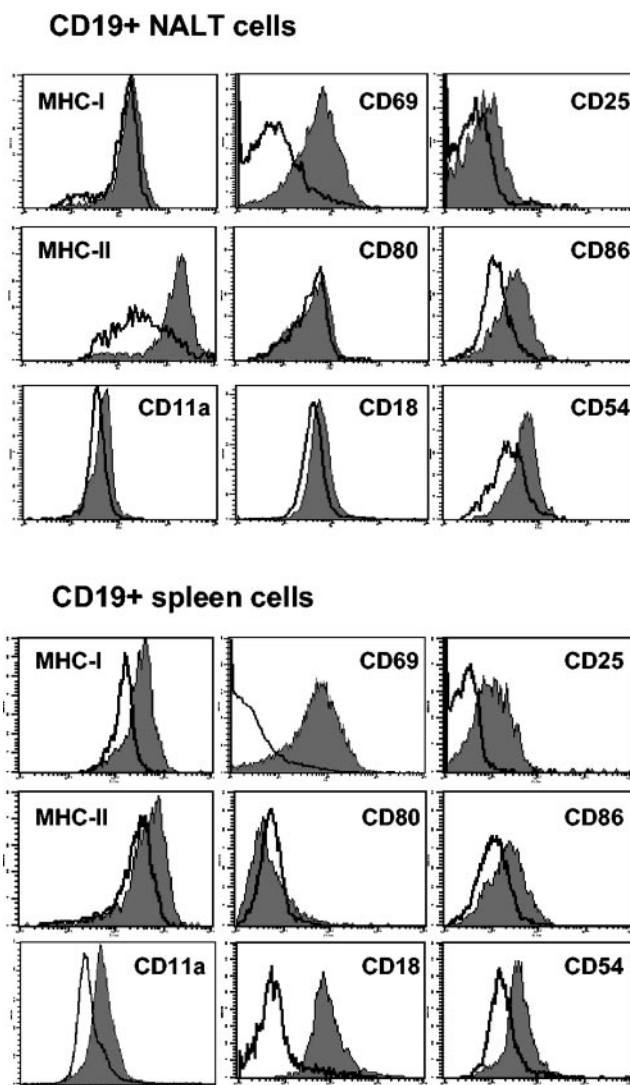 CD19+ NALT cells
MHC-I
CD69
CD25
MHC-II
CD80
CD86
CD11a
CD18
CD54
CD19+ spleen cells
MHC-I
CD69
CD25
MHC-II
CD80
CD86
CD11a
CD18
CD54